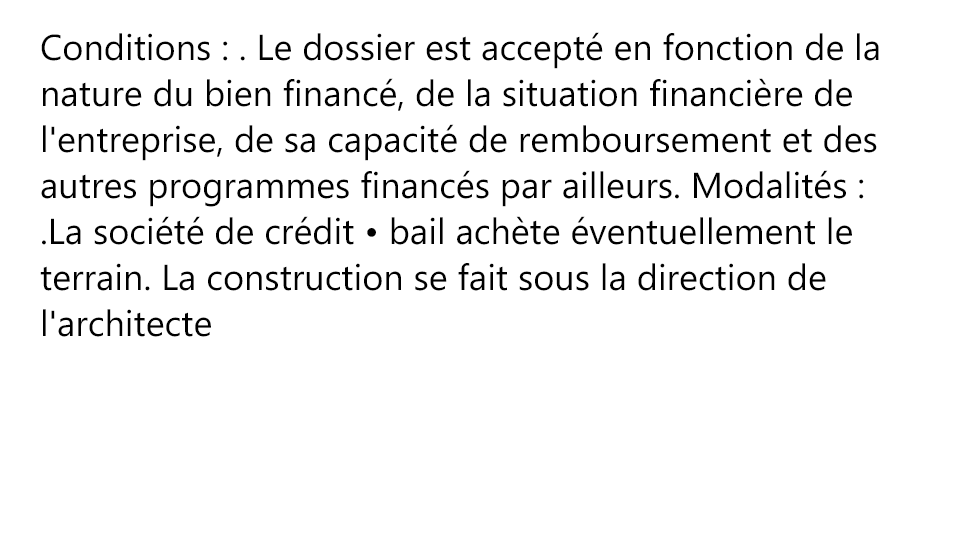 Conditions : . Le dossier est accepté en fonction de la
nature du bien financé, de la situation financière de
l'entreprise, de sa capacité de remboursement et des
autres programmes financés par ailleurs. Modalités :
.La société de crédit • bail achète éventuellement le
terrain. La construction se fait sous la direction de
l'architecte